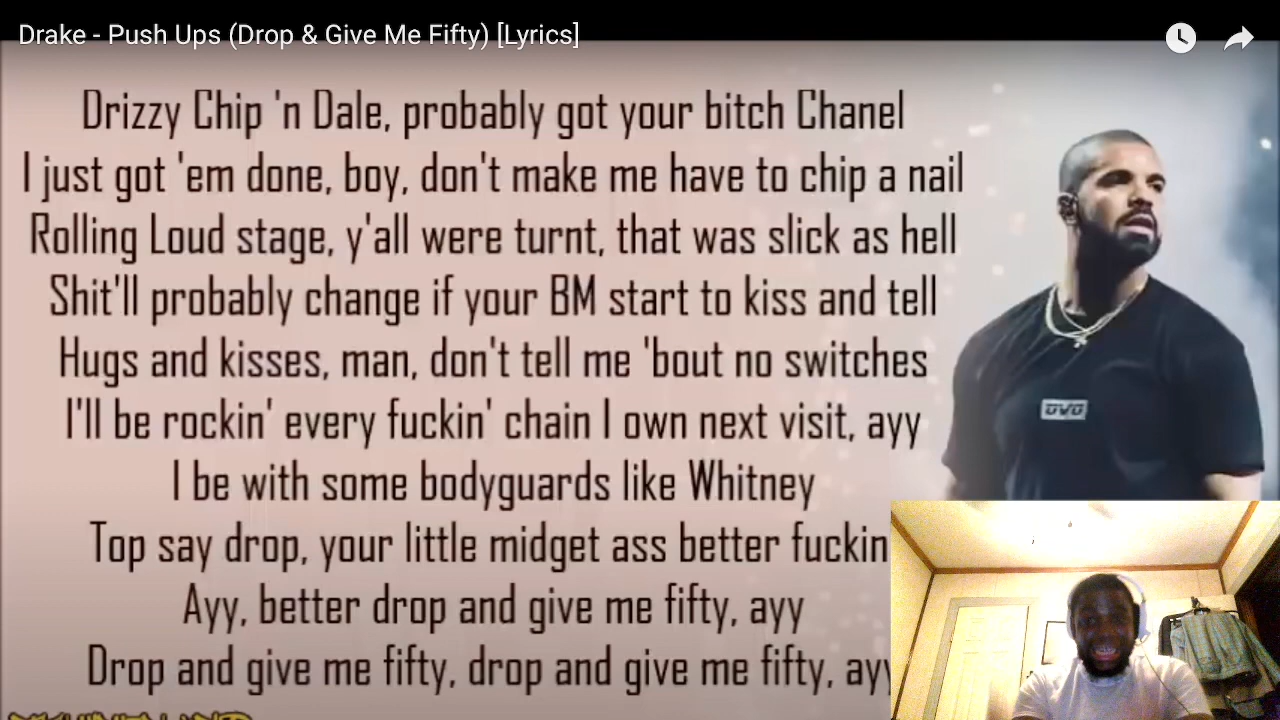 Drake - Push Ups (Drop & Give Me Fifty) [Lyrics]
Drizzy Chip 'n Dale, probably got your bitch Chanel
I just got 'em done, boy, don't make me have to chip a nail
Rolling Loud stage, y'all were turnt, that was slick as hell
Shit'll probably change if your BM start to kiss and tell
Hugs and kisses, man, don't tell me 'bout no switches
I'll be rockin' every fuckin' chain I own next visit, ayy
I be with some bodyguards like Whitney
Top say drop, your little midget ass better fuckin
Ayy, better drop and give me fifty, ayy
Drop and give me fifty, drop and give me fifty, ayy
OVO